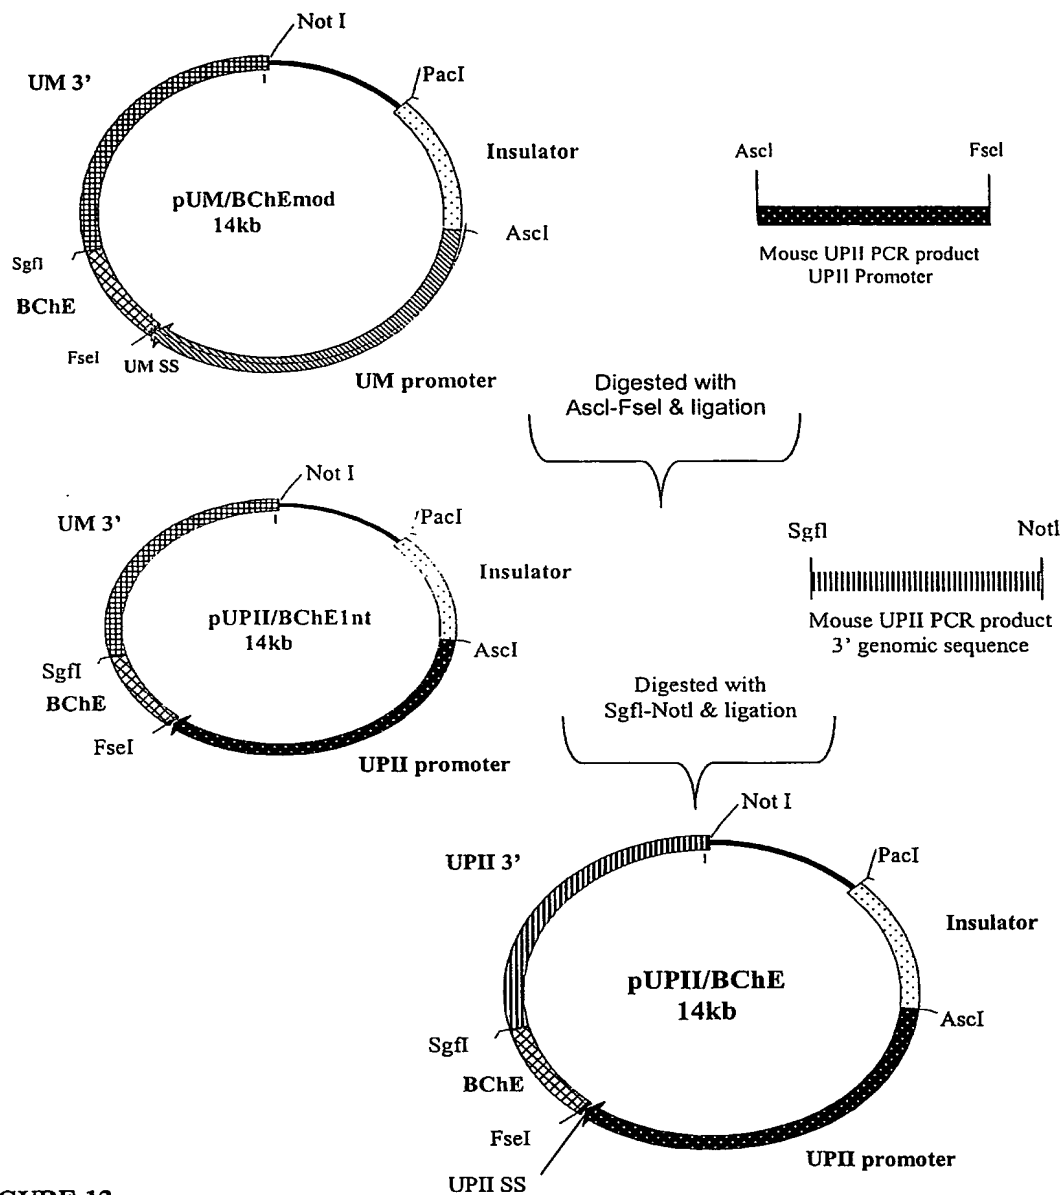 Not I
UM 3'
PacI
Insulator
pUM/BChEmod
14kb
AscI
SgfI
BChE
FseI
UM SS
UM promoter
AscI
FseI
Mouse UPII PCR product
UPII Promoter
Digested with
AscI-FseI & ligation
Not I
UM 3'
PacI
Insulator
pUPII/BChE1nt
14kb
SgfI
AscI
BChE
FseI
UPII promoter
SgfI
NotI
Mouse UPII PCR product
3' genomic sequence
Digested with
SgfI-NotI & ligation
Not I
UPII 3'
PacI
Insulator
pUPII/BChE
14kb
AscI
SgfI
BChE
FseI
UPII promoter
UPII SS